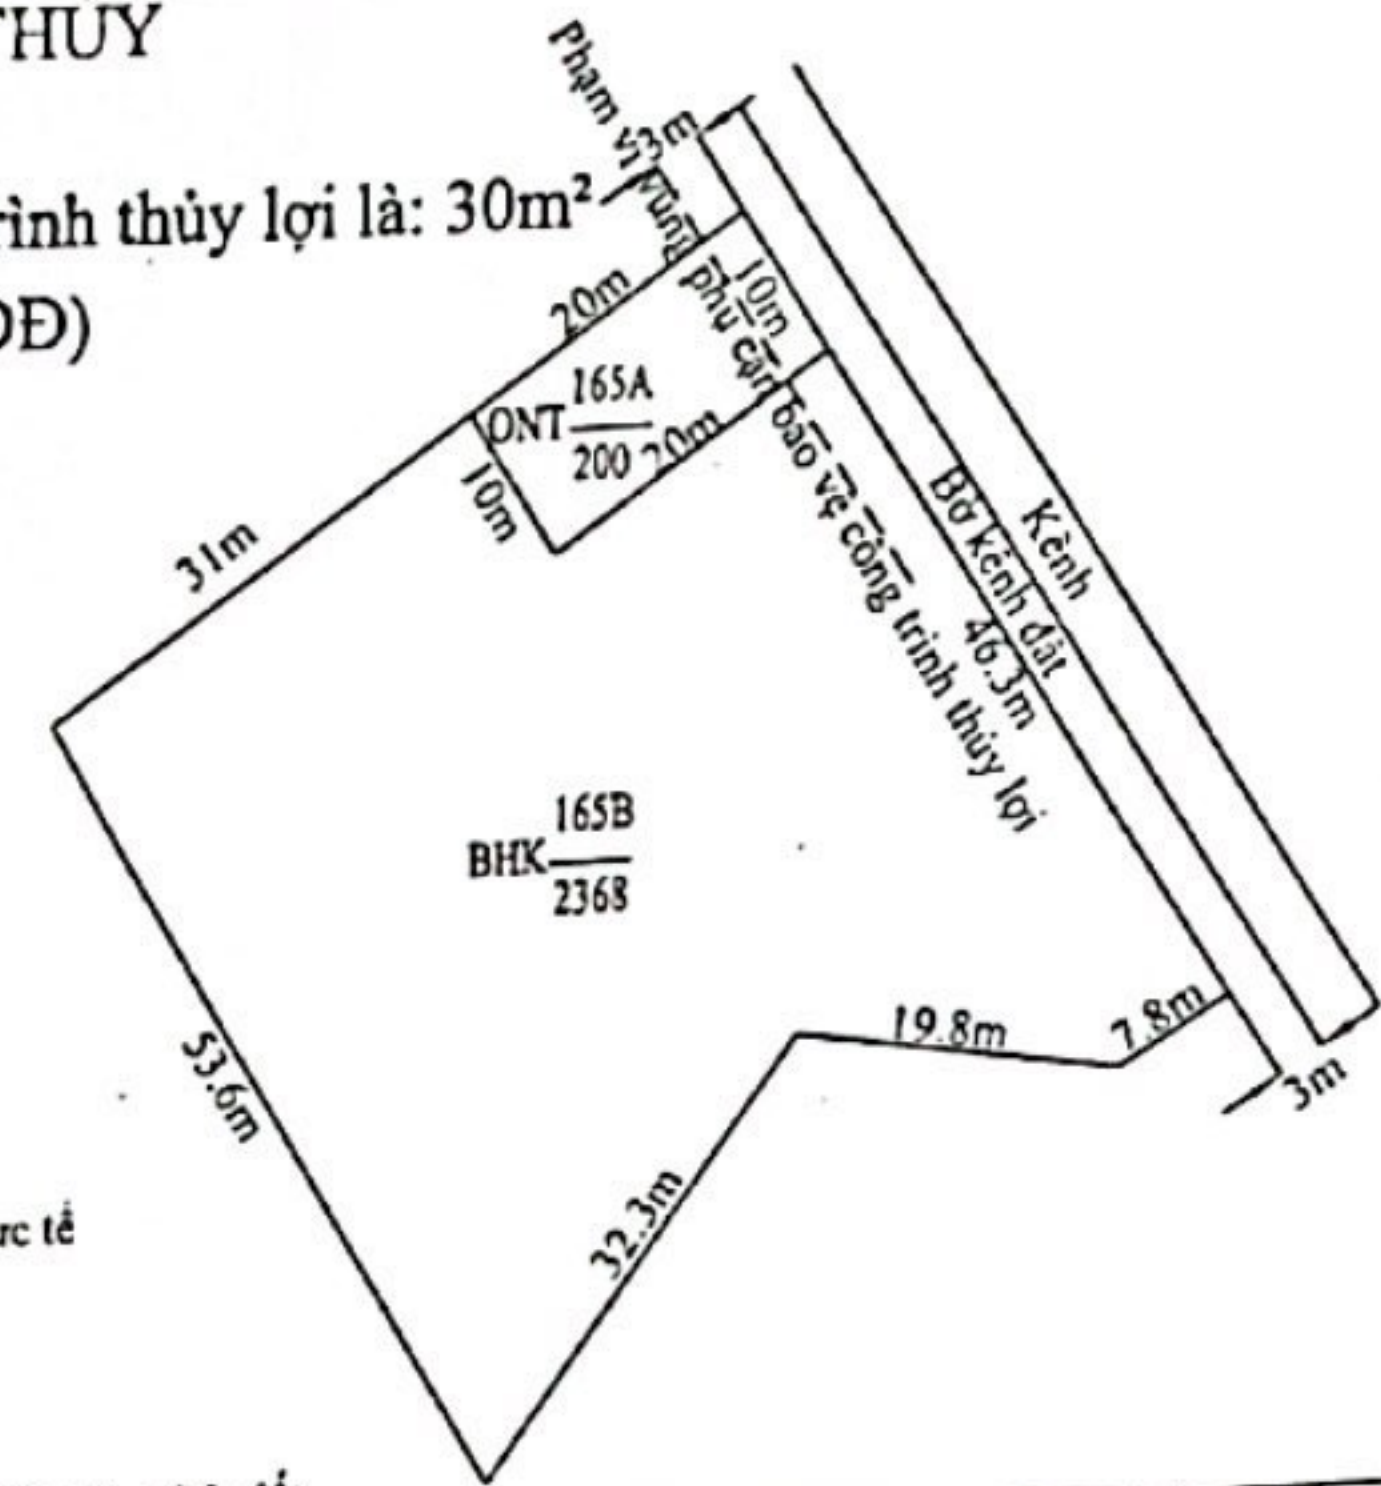 THUY
rình thủy lợi là: 30m²
DĐ)
Phạm vi vùng phụ cận bảo vệ công trình thủy lợi
3m
20m
10m
ONT 165A
200
20m
10m
31m
Kênh
Bờ kênh đất
46.3m
BHK 165B
2368
19.8m
7.8m
3m
53.6m
32.3m
ực tế